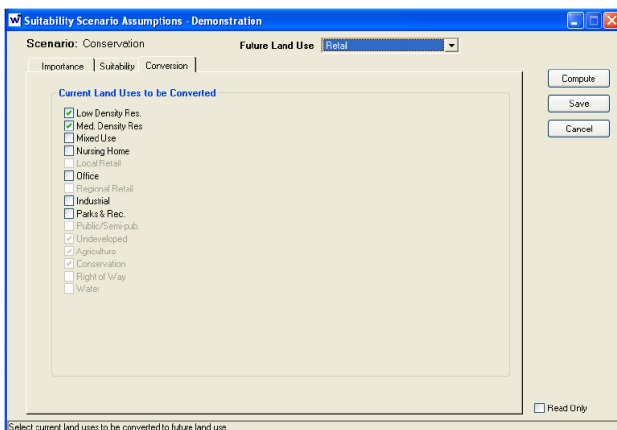 Suitability Scenario Assumptions - Demonstration
Scenario: Conservation Future Land Use Retail
Importance Suitability Conversion
Compute
Save
Cancel
Current Land Uses to be Converted
Low Density Res.
Med. Density Res
Mixed Use
Nursing Home
Local Retail
Office
Regional Retail
Industrial
Parks & Rec.
Public/Semi-pub.
Undeveloped
Agriculture
Conservation
Right of Way
Water
Read Only
Select current land uses to be converted to future land use